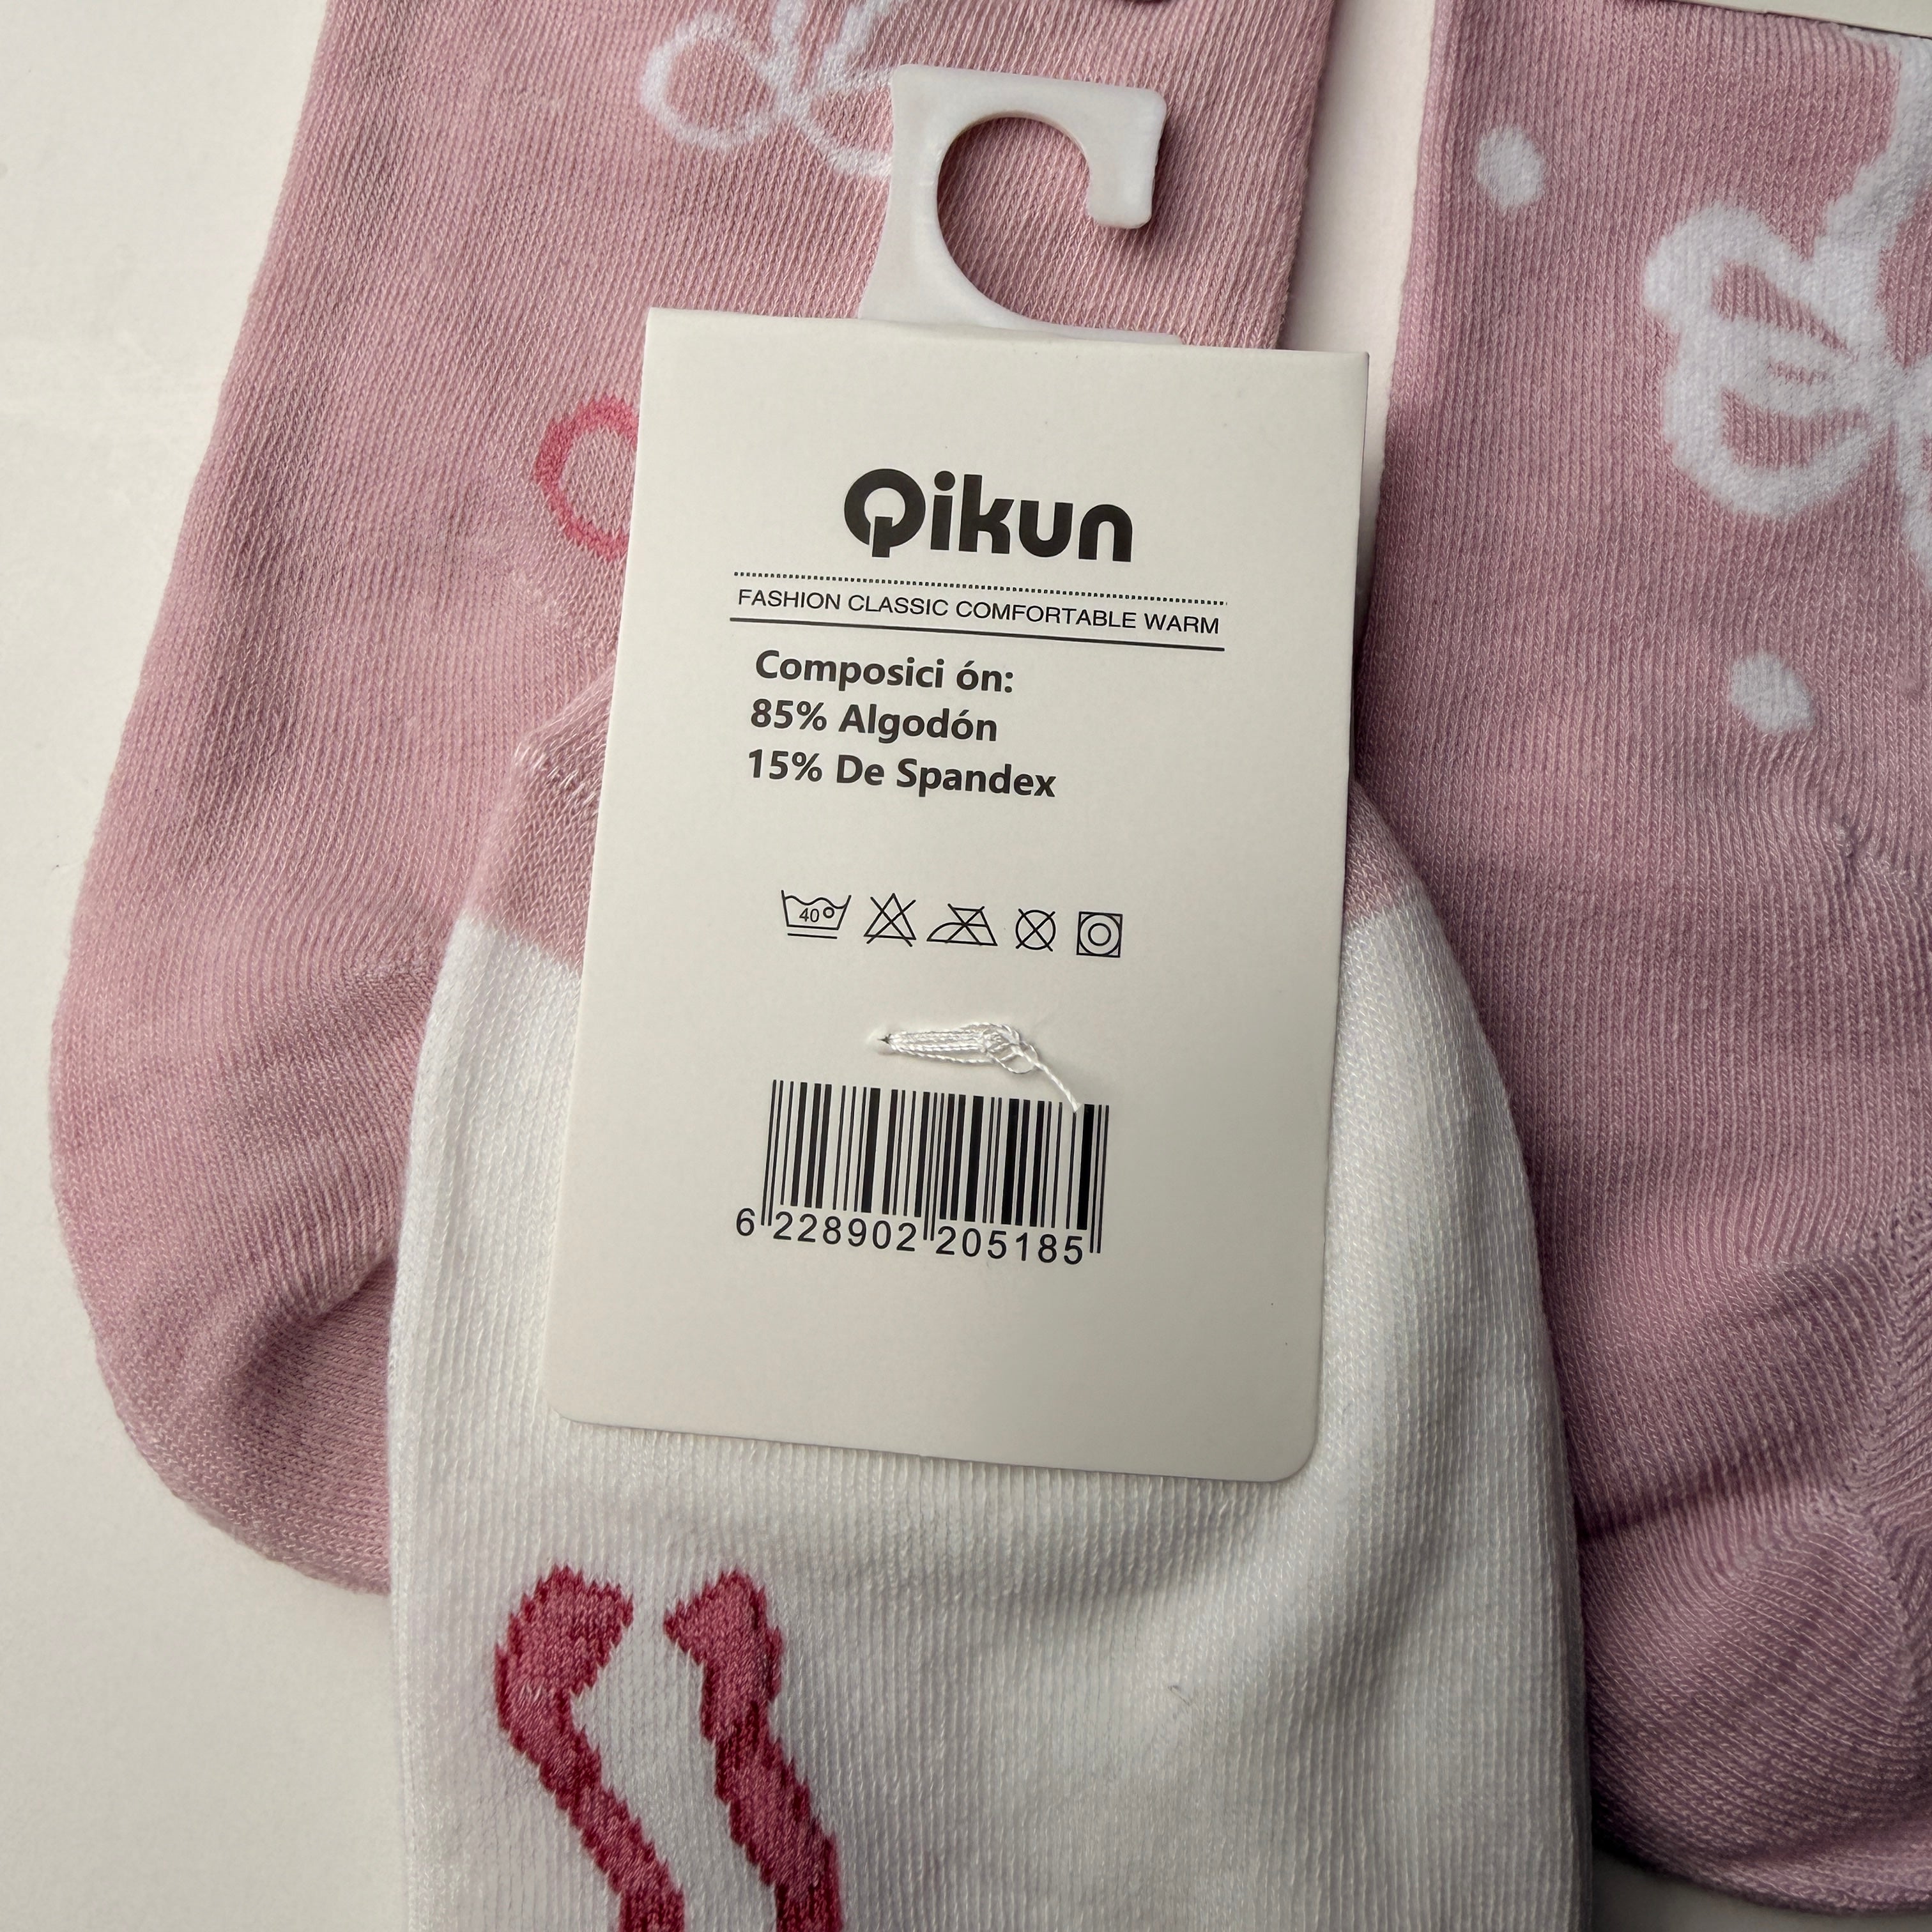 Qikun
FASHION CLASSIC COMFORTABLE WARM
Composici ón:
85% Algodón
15% De Spandex
40°
6 228902 205185